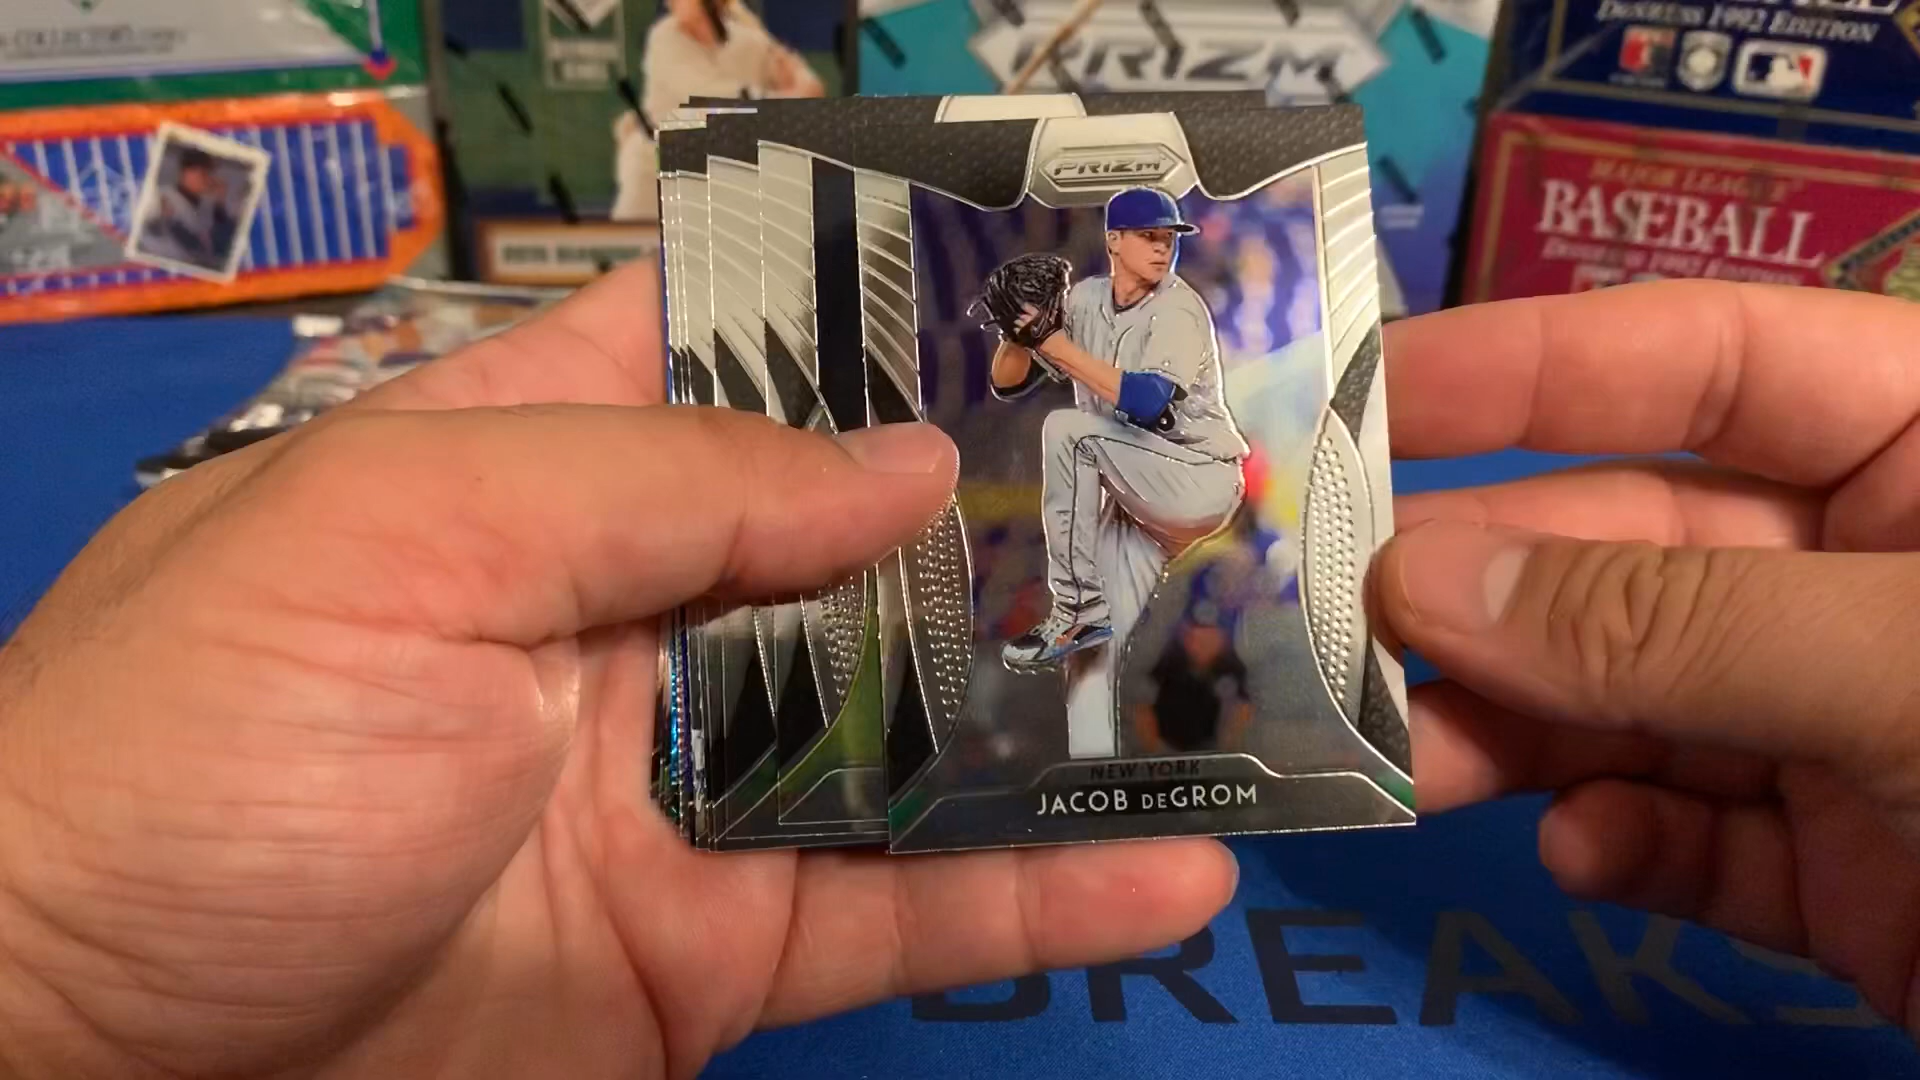 PRIZM
DONRUSS 1992 EDITION
MAJOR LEAGUE
BASEBALL
DONRUSS 1992 EDITION
PRIZM
NEW YORK
JACOB DEGROM
BREAKS